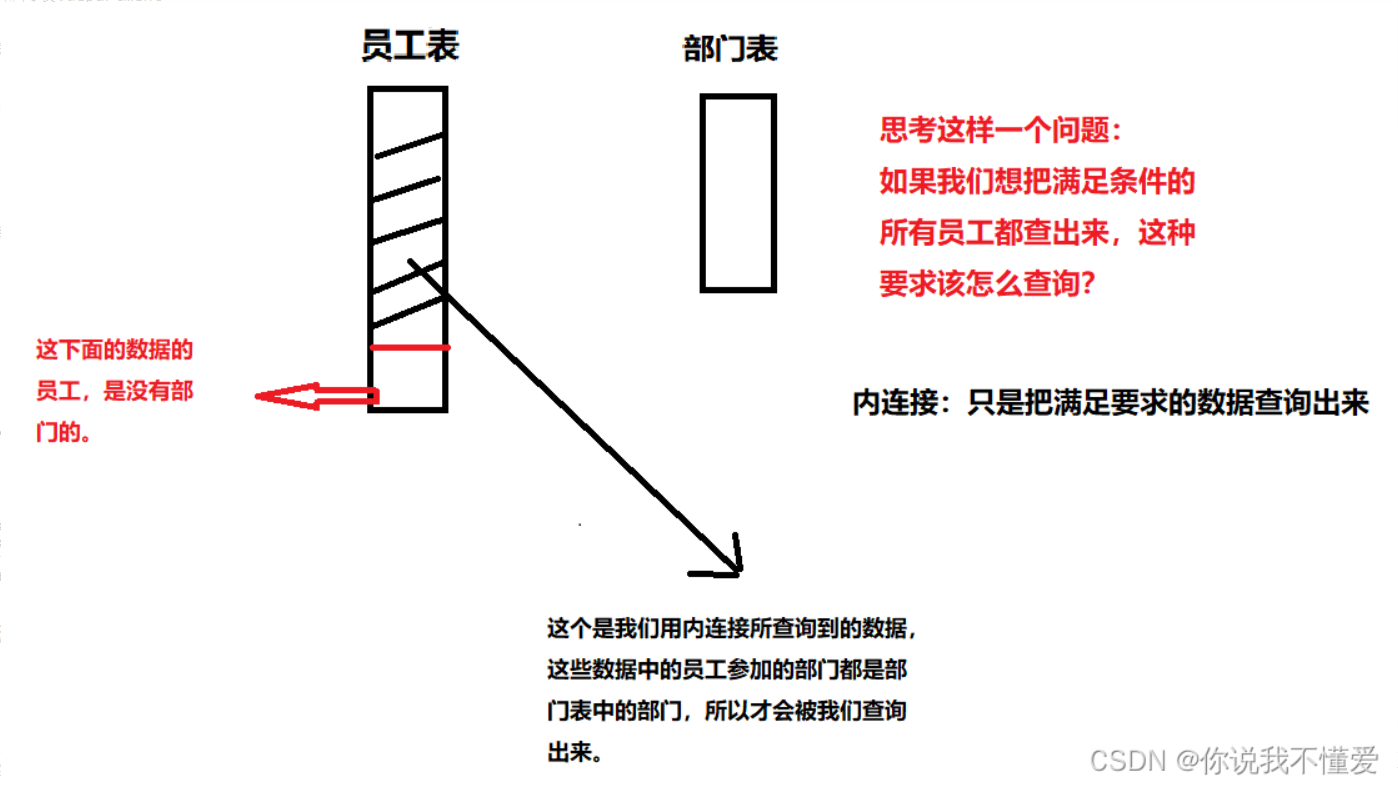 员工表
部门表
思考这样一个问题：
如果我们想把满足条件的
所有员工都查出来，这种
要求该怎么查询？
这下面的数据的
员工，是没有部
门的。
内连接：只是把满足要求的数据查询出来
这个是我们用内连接所查询到的数据，
这些数据中的员工参加的部门都是部
门表中的部门，所以才会被我们查询
出来。
CSDN @你说我不懂爱